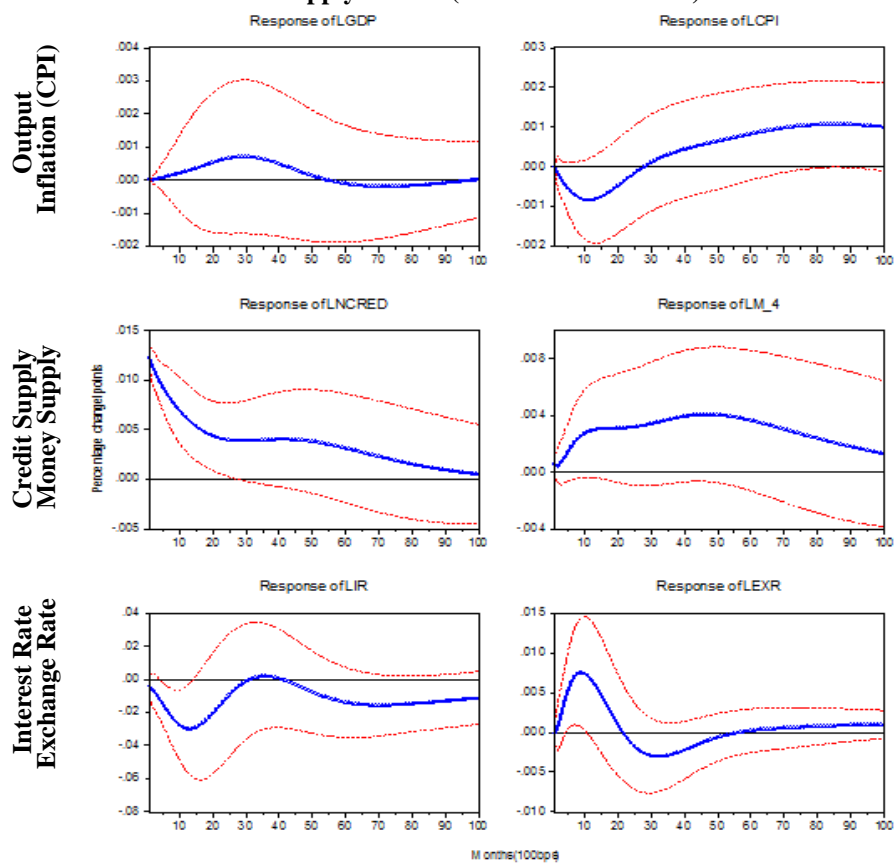 Response of LGDP
Response of LCPI
Output
Inflation (CPI)
.004
.003
.002
.001
.000
-.001
-.002
10 20 30 40 50 60 70 80 90 100
.003
.002
.001
.000
-.001
-.002
10 20 30 40 50 60 70 80 90 100
Response of LNCRED
Response of LM_4
Credit Supply
Money Supply
Percentage change points
.015
.010
.005
.000
-.005
10 20 30 40 50 60 70 80 90 100
.008
.004
.000
-.004
10 20 30 40 50 60 70 80 90 100
Response of LIR
Response of LEXR
Interest Rate
Exchange Rate
.04
.02
.00
-.02
-.04
-.06
-.08
10 20 30 40 50 60 70 80 90 100
.015
.010
.005
.000
-.005
-.010
10 20 30 40 50 60 70 80 90 100
Months(100bps)